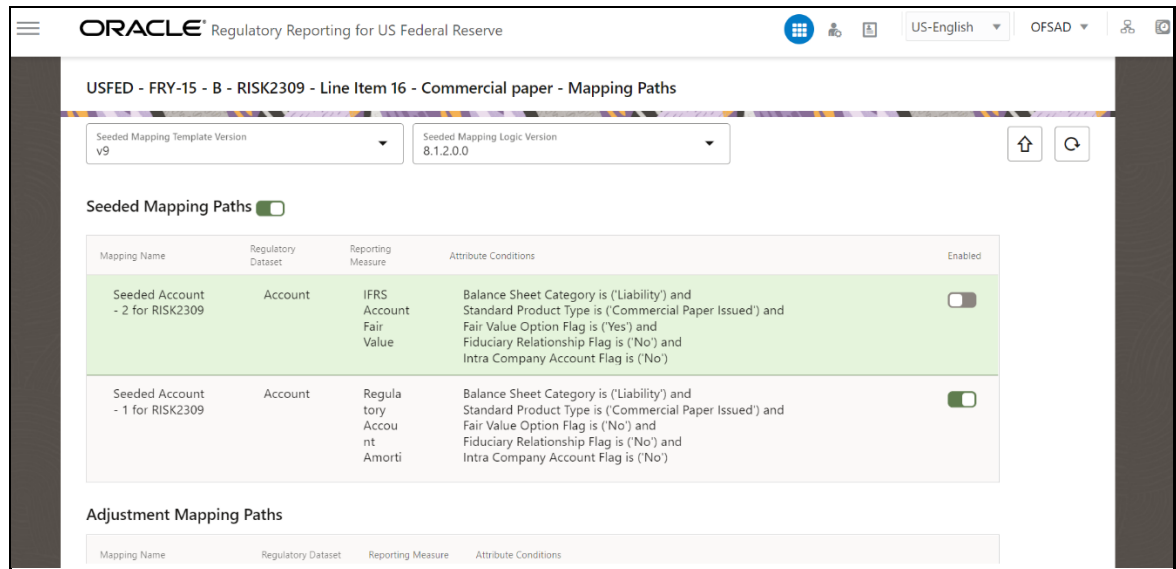 ORACLE® Regulatory Reporting for US Federal Reserve
US-English
OFSAD
USFED - FRY-15 - B - RISK2309 - Line Item 16 - Commercial paper - Mapping Paths
Seeded Mapping Template Version
v9
Seeded Mapping Logic Version
8.1.2.0.0
Seeded Mapping Paths
Mapping Name
Regulatory
Dataset
Reporting
Measure
Attribute Conditions
Enabled
Seeded Account
- 2 for RISK2309
Account
IFRS
Account
Fair
Value
Balance Sheet Category is ('Liability') and
Standard Product Type is ('Commercial Paper Issued') and
Fair Value Option Flag is ('Yes') and
Fiduciary Relationship Flag is ('No') and
Intra Company Account Flag is ('No')
Seeded Account
- 1 for RISK2309
Account
Regula
tory
Accou
nt
Amorti
Balance Sheet Category is ('Liability') and
Standard Product Type is ('Commercial Paper Issued') and
Fair Value Option Flag is ('No') and
Fiduciary Relationship Flag is ('No') and
Intra Company Account Flag is ('No')
Adjustment Mapping Paths
Mapping Name
Regulatory Dataset
Reporting Measure
Attribute Conditions